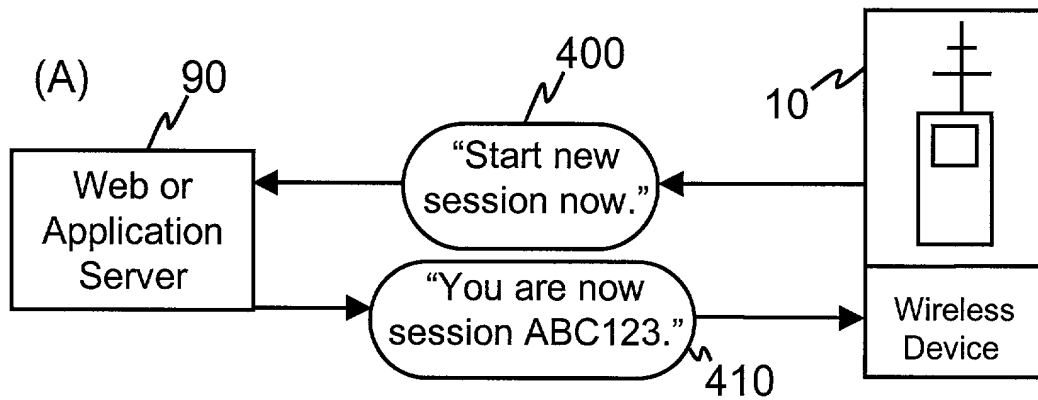 (A)
90
400
10
Web or
Application
Server
“Start new
session now.”
“You are now
session ABC123.”
410
Wireless
Device